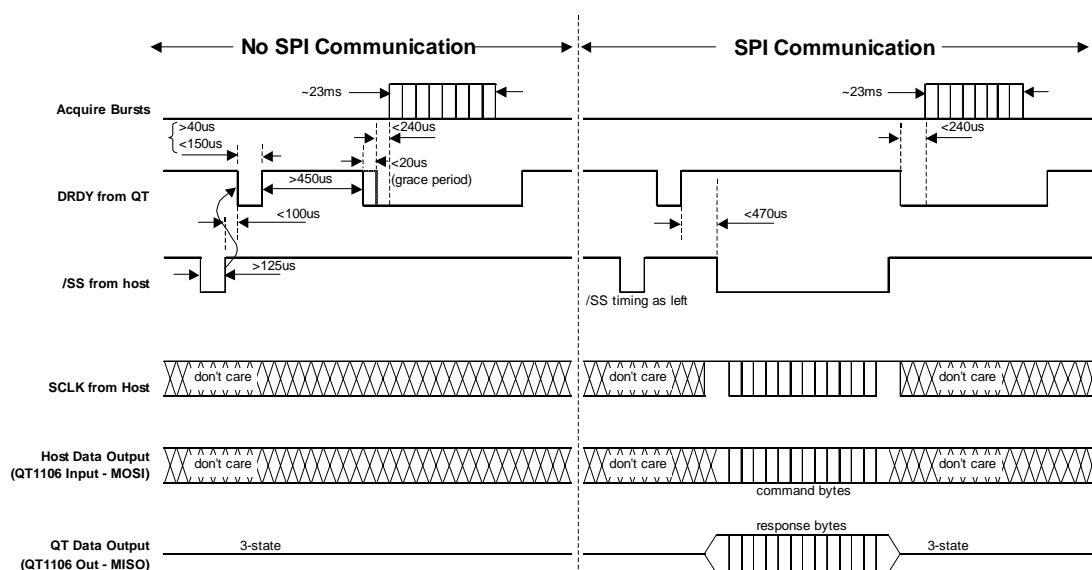 No SPI Communication
SPI Communication
~23ms
~23ms
Acquire Bursts
>40us
<150us
<240us
<240us
<20us
(grace period)
>450us
DRDY from QT
<100us
<470us
>125us
/SS from host
/SS timing as left
SCLK from Host
don't care
don't care
don't care
Host Data Output
(QT1106 Input - MOSI)
don't care
don't care
don't care
command bytes
response bytes
QT Data Output
(QT1106 Out - MISO)
3-state
3-state